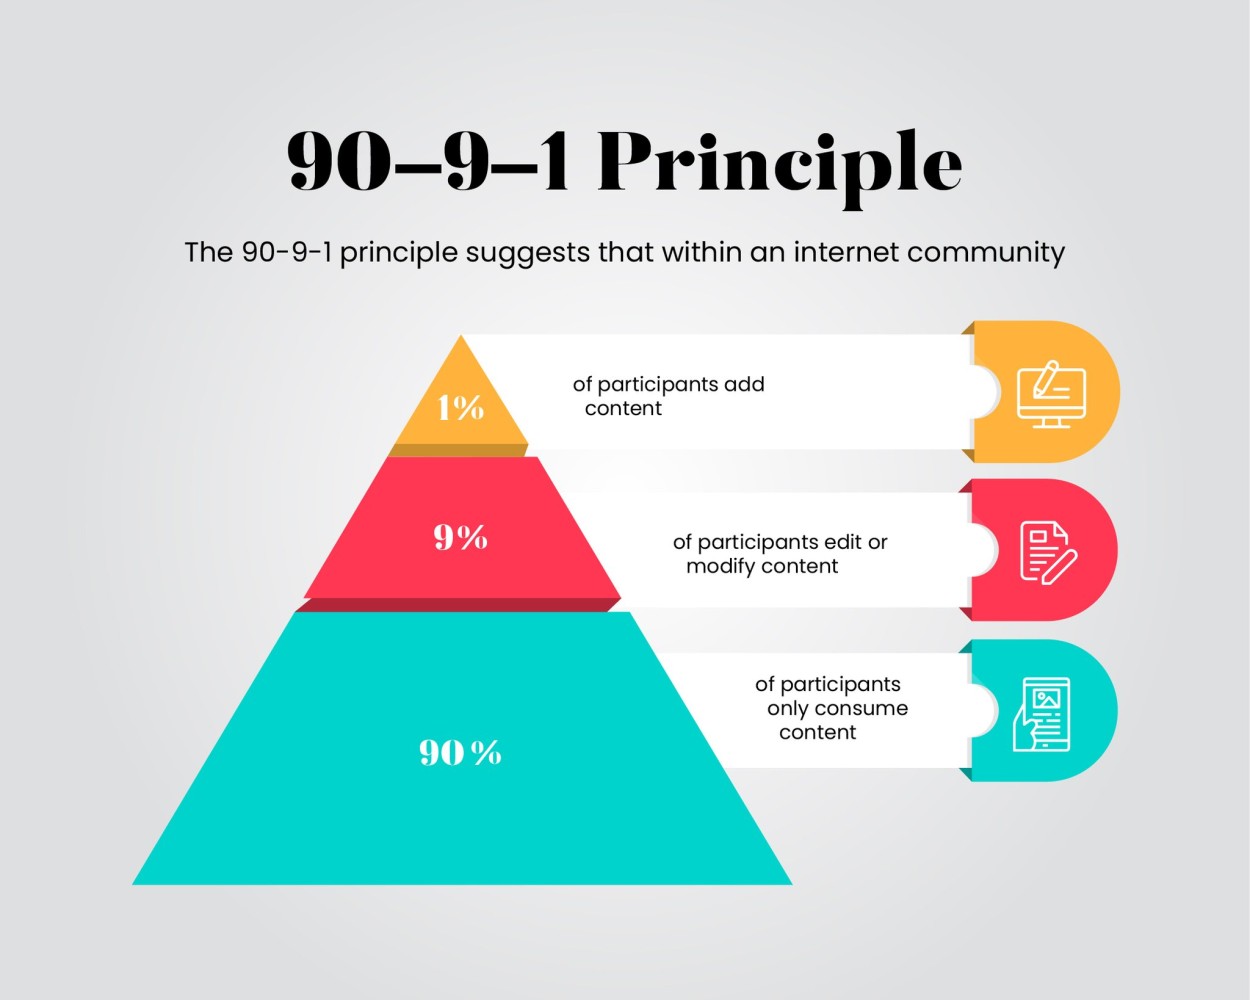 90–9–1 Principle
The 90-9-1 principle suggests that within an internet community
1%
of participants add
content
9%
of participants edit or
modify content
90%
of participants
only consume
content